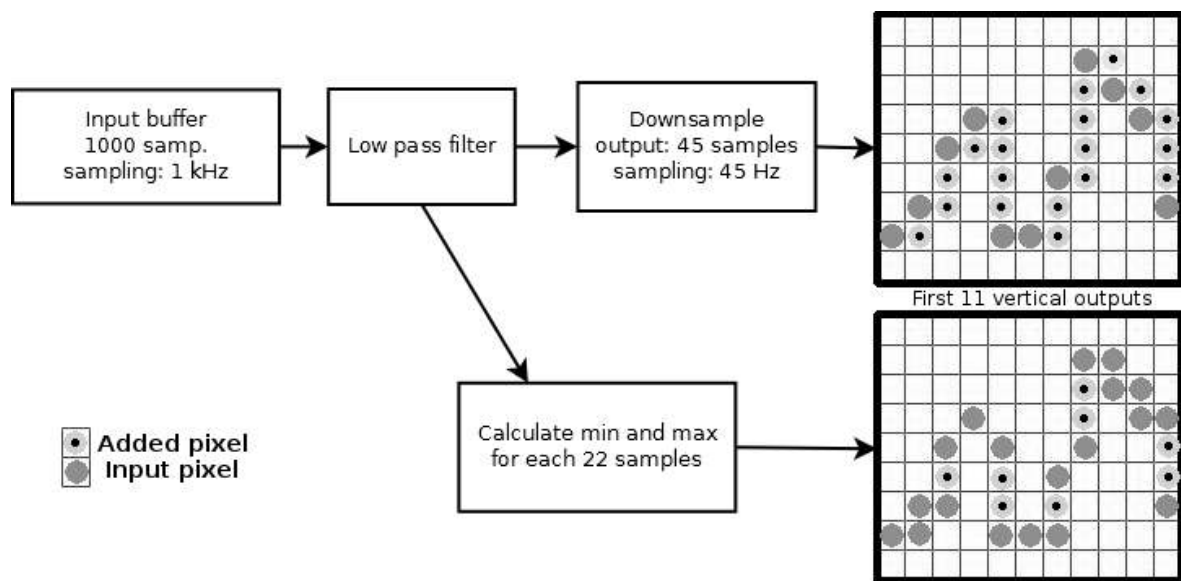 Input buffer
1000 samp.
sampling: 1 kHz
Low pass filter
Downsample
output: 45 samples
sampling: 45 Hz
First 11 vertical outputs
Calculate min and max
for each 22 samples
Added pixel
Input pixel